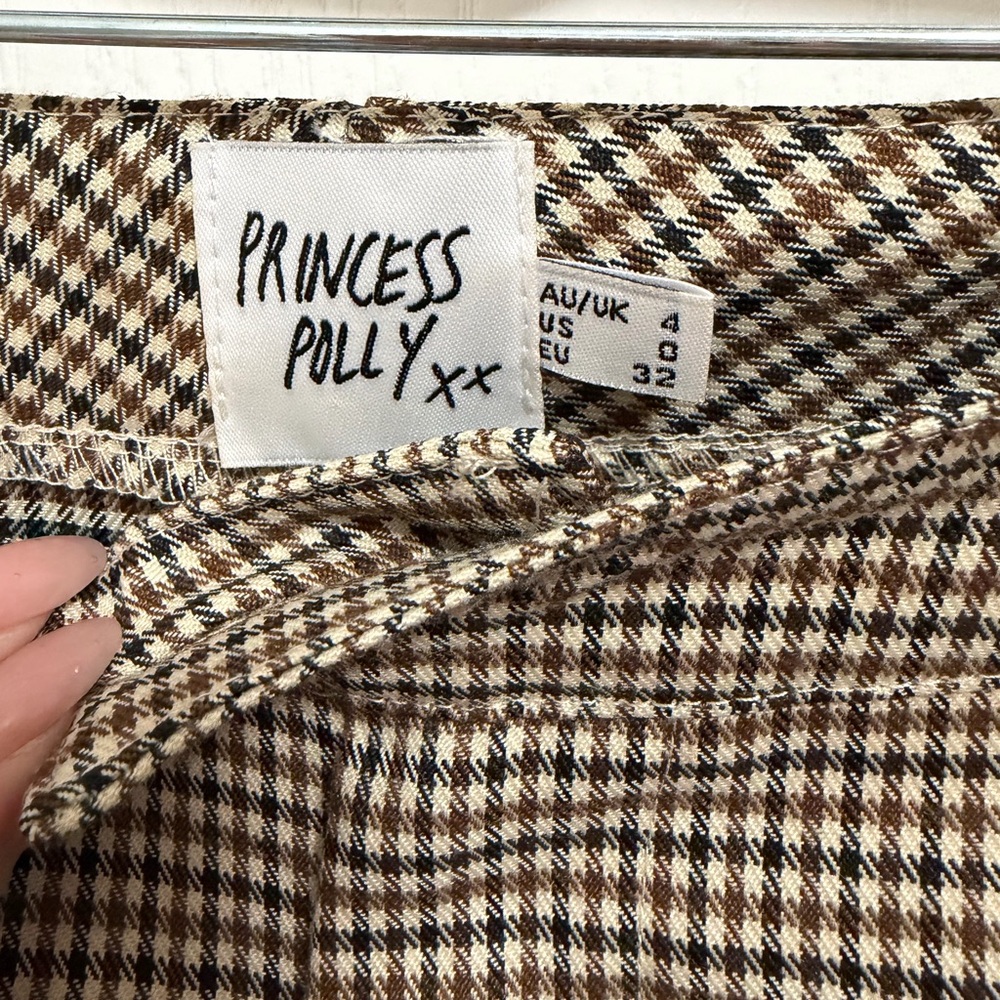 PRINCESS
POLLY xx
AU/UK 4
US 0
EU 32